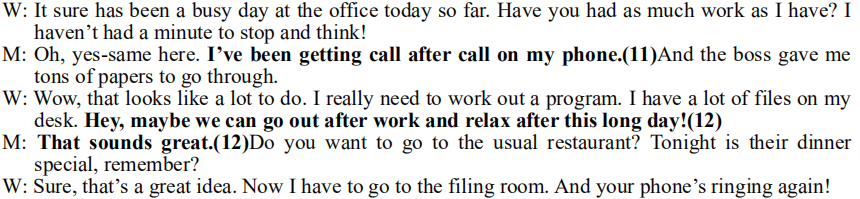 W: It sure has been a busy day at the office today so far. Have you had as much work as I have? I
haven’t had a minute to stop and think!
M: Oh, yes-same here. I’ve been getting call after call on my phone.(11)And the boss gave me
tons of papers to go through.
W: Wow, that looks like a lot to do. I really need to work out a program. I have a lot of files on my
desk. Hey, maybe we can go out after work and relax after this long day!(12)
M: That sounds great.(12)Do you want to go to the usual restaurant? Tonight is their dinner
special, remember?
W: Sure, that’s a great idea. Now I have to go to the filing room. And your phone’s ringing again!